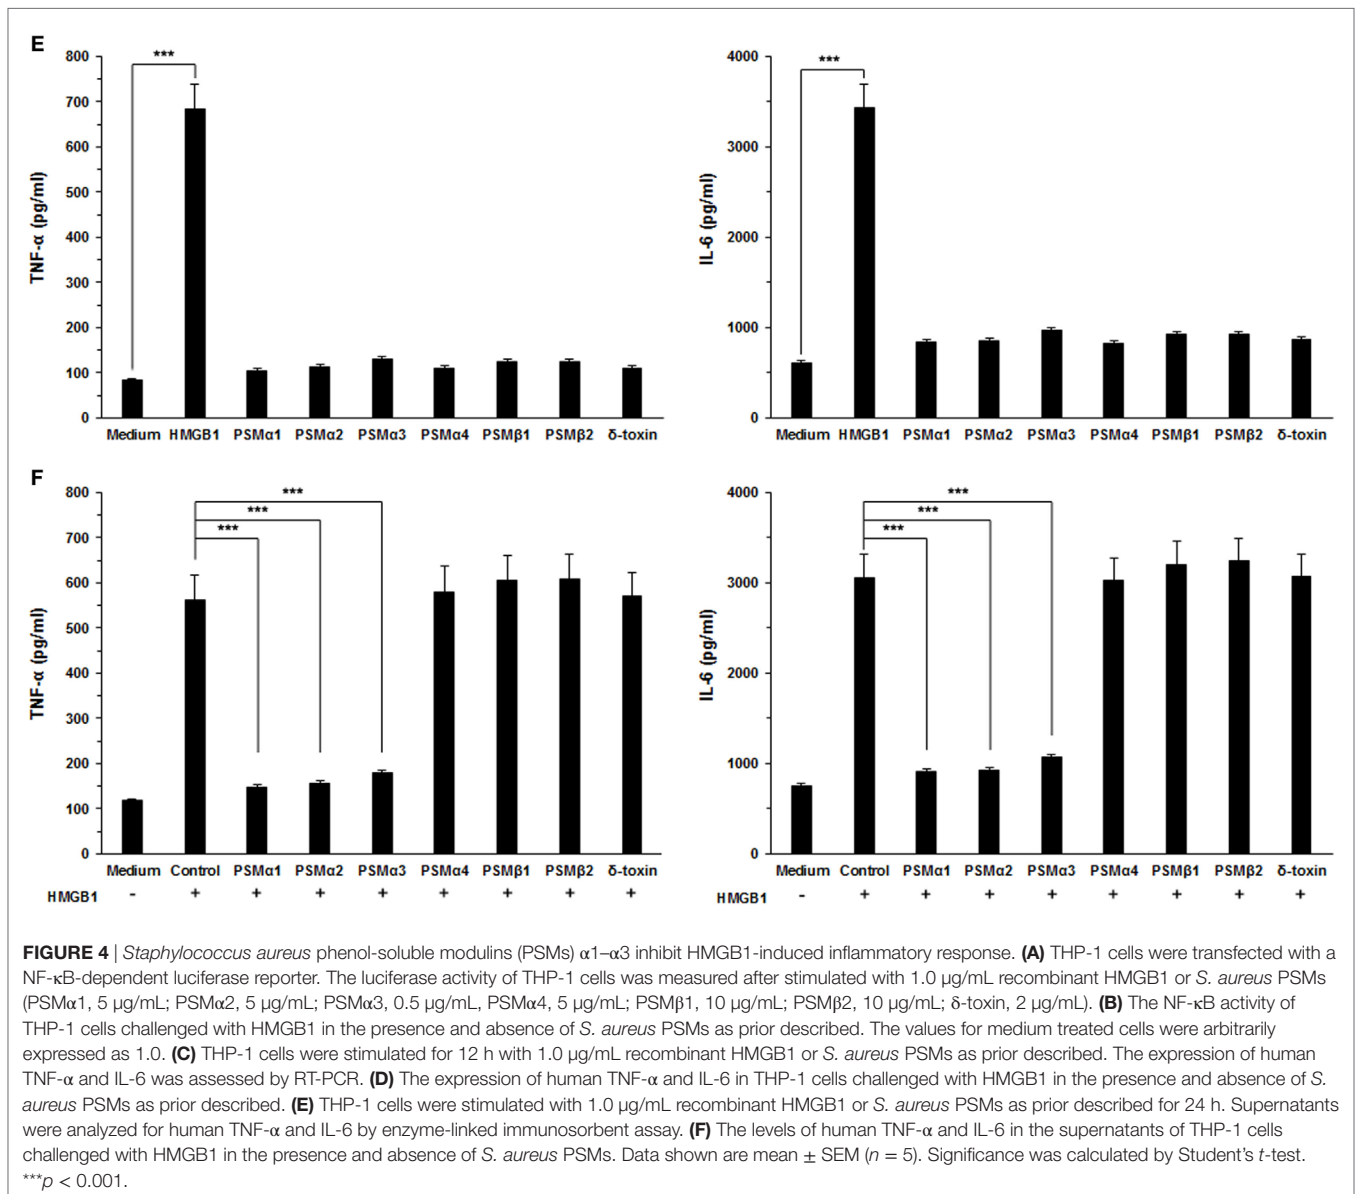 E
800
700
600
500
400
300
200
100
0
TNF-α (pg/ml)
***
Medium HMGB1 PSMα1 PSMα2 PSMα3 PSMα4 PSMβ1 PSMβ2 δ-toxin
4000
3000
2000
1000
0
IL-6 (pg/ml)
***
Medium HMGB1 PSMα1 PSMα2 PSMα3 PSMα4 PSMβ1 PSMβ2 δ-toxin
F
800
700
600
500
400
300
200
100
0
TNF-α (pg/ml)
***
***
***
Medium Control PSMα1 PSMα2 PSMα3 PSMα4 PSMβ1 PSMβ2 δ-toxin
HMGB1 - + + + + + + + +
4000
3000
2000
1000
0
IL-6 (pg/ml)
***
***
***
Medium Control PSMα1 PSMα2 PSMα3 PSMα4 PSMβ1 PSMβ2 δ-toxin
HMGB1 - + + + + + + + +
FIGURE 4 | Staphylococcus aureus phenol-soluble modulins (PSMs) α1–α3 inhibit HMGB1-induced inflammatory response. (A) THP-1 cells were transfected with a
NF-κB-dependent luciferase reporter. The luciferase activity of THP-1 cells was measured after stimulated with 1.0 μg/mL recombinant HMGB1 or S. aureus PSMs
(PSMα1, 5 μg/mL; PSMα2, 5 μg/mL; PSMα3, 0.5 μg/mL, PSMα4, 5 μg/mL; PSMβ1, 10 μg/mL; PSMβ2, 10 μg/mL; δ-toxin, 2 μg/mL). (B) The NF-κB activity of
THP-1 cells challenged with HMGB1 in the presence and absence of S. aureus PSMs as prior described. The values for medium treated cells were arbitrarily
expressed as 1.0. (C) THP-1 cells were stimulated for 12 h with 1.0 μg/mL recombinant HMGB1 or S. aureus PSMs as prior described. The expression of human
TNF-α and IL-6 was assessed by RT-PCR. (D) The expression of human TNF-α and IL-6 in THP-1 cells challenged with HMGB1 in the presence and absence of S.
aureus PSMs as prior described. (E) THP-1 cells were stimulated with 1.0 μg/mL recombinant HMGB1 or S. aureus PSMs as prior described for 24 h. Supernatants
were analyzed for human TNF-α and IL-6 by enzyme-linked immunosorbent assay. (F) The levels of human TNF-α and IL-6 in the supernatants of THP-1 cells
challenged with HMGB1 in the presence and absence of S. aureus PSMs. Data shown are mean ± SEM (n = 5). Significance was calculated by Student's t-test.
***p < 0.001.